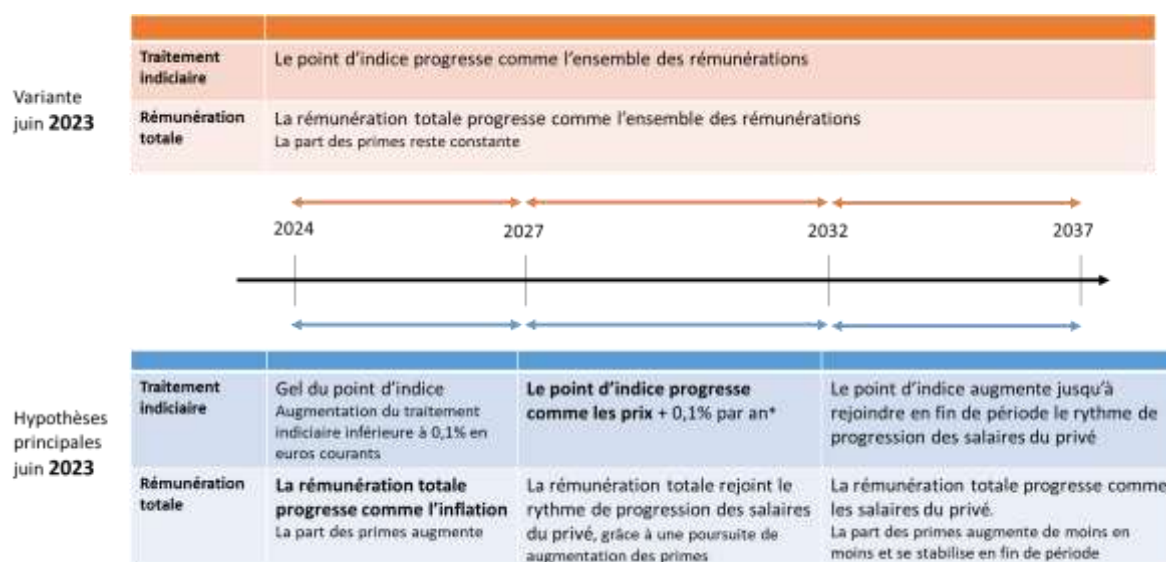 Variante
juin 2023
Traitement
indiciaire
Le point d'indice progresse comme l'ensemble des rémunérations
Rémunération
totale
La rémunération totale progresse comme l'ensemble des rémunérations
La part des primes reste constante
2024
2027
2032
2037
Hypothèses
principales
juin 2023
Traitement
indiciaire
Gel du point d'indice
Augmentation du traitement
indiciaire inférieure à 0,1% en
euros courants
Le point d'indice progresse
comme les prix + 0,1% par an*
Le point d'indice augmente jusqu'à
rejoindre en fin de période le rythme de
progression des salaires du privé
Rémunération
totale
La rémunération totale
progresse comme l'inflation
La part des primes augmente
La rémunération totale rejoint le
rythme de progression des salaires
du privé, grâce à une poursuite de
augmentation des primes
La rémunération totale progresse comme
les salaires du privé.
La part des primes augmente de moins en
moins et se stabilise en fin de période